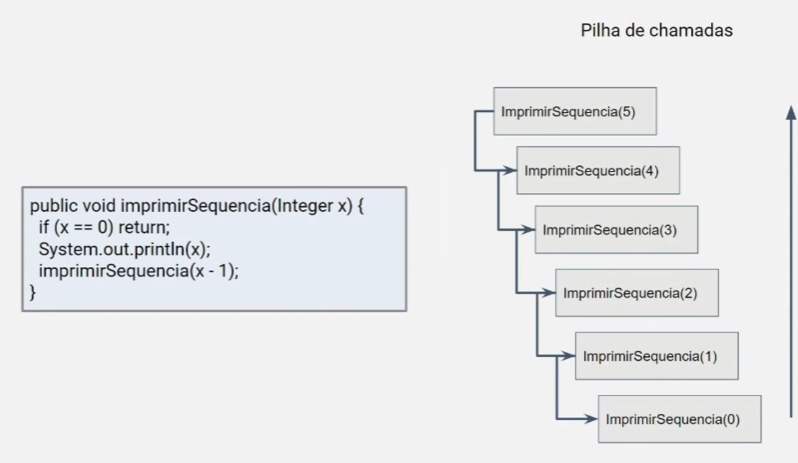 Pilha de chamadas
public void imprimirSequencia(Integer x) {
if (x == 0) return;
System.out.println(x);
imprimirSequencia(x - 1);
}
ImprimirSequencia(5)
ImprimirSequencia(4)
ImprimirSequencia(3)
ImprimirSequencia(2)
ImprimirSequencia(1)
ImprimirSequencia(0)